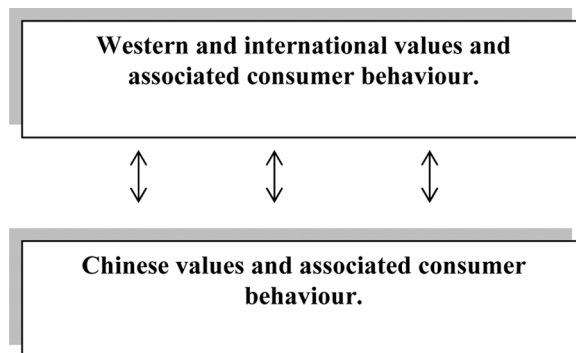 Western and international values and
associated consumer behaviour.
Chinese values and associated consumer
behaviour.